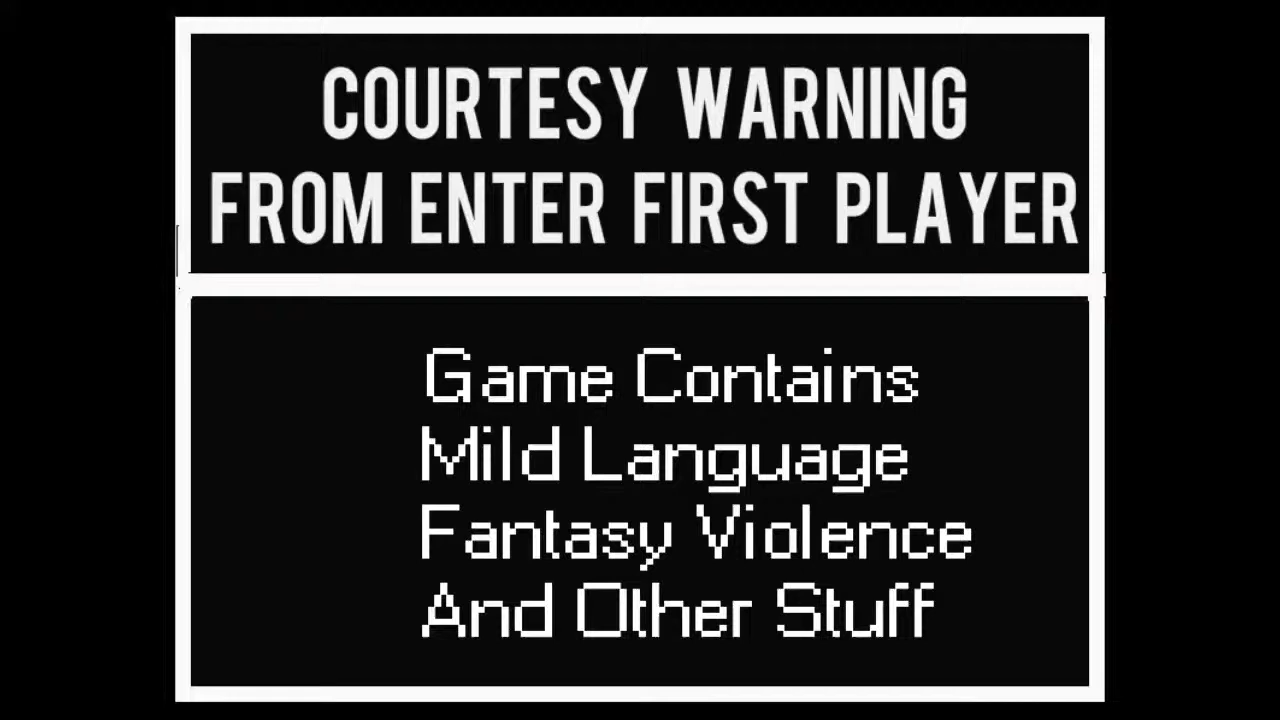 COURTESY WARNING
FROM ENTER FIRST PLAYER
Game Contains
Mild Language
Fantasy Violence
And Other Stuff